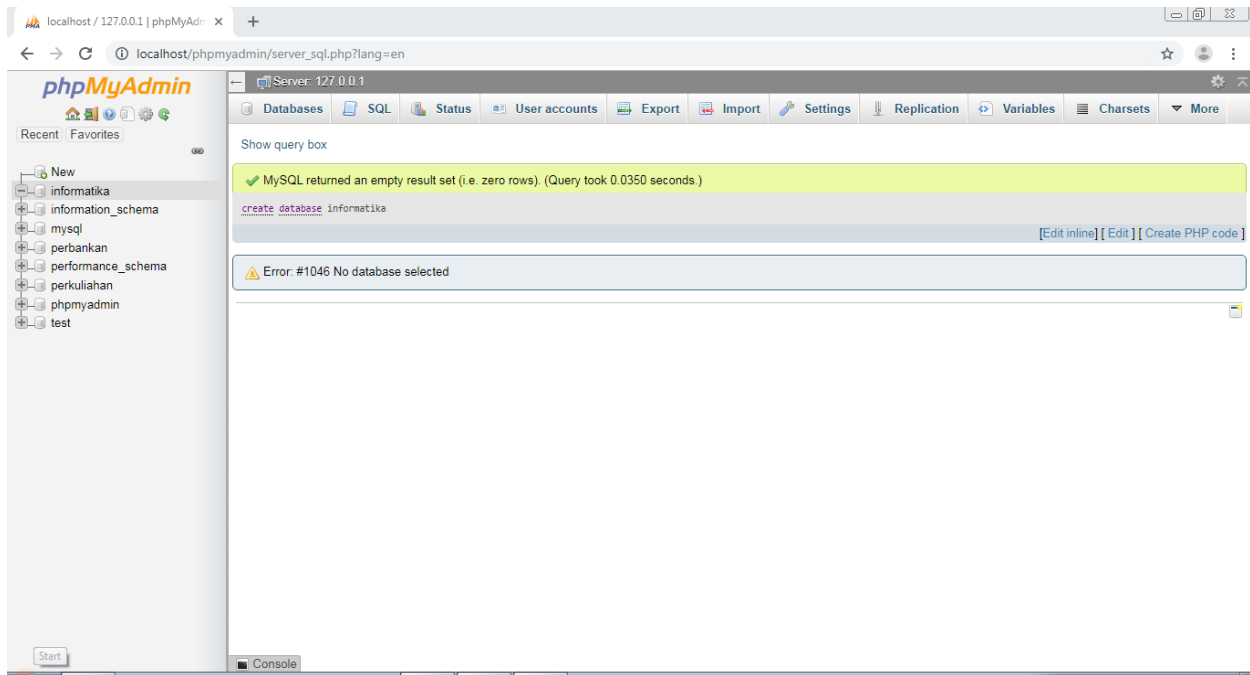 localhost / 127.0.0.1 | phpMyAdm
localhost/phpmyadmin/server_sql.php?lang=en
phpMyAdmin
Recent Favorites
New
informatika
information_schema
mysql
perbankan
performance_schema
perkuliahan
phpmyadmin
test
Server: 127.0.0.1
Databases SQL Status User accounts Export Import Settings Replication Variables Charsets More
Show query box
MySQL returned an empty result set (i.e. zero rows). (Query took 0.0350 seconds.)
create database informatika
[Edit inline] [ Edit ] [ Create PHP code ]
Error: #1046 No database selected
Console
Start